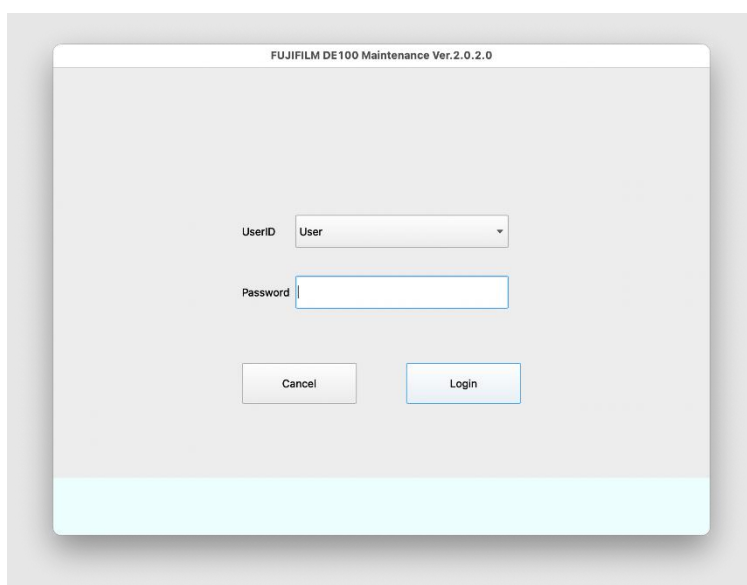 FUJIFILM DE100 Maintenance Ver.2.0.2.0
UserID User
Password
Cancel Login